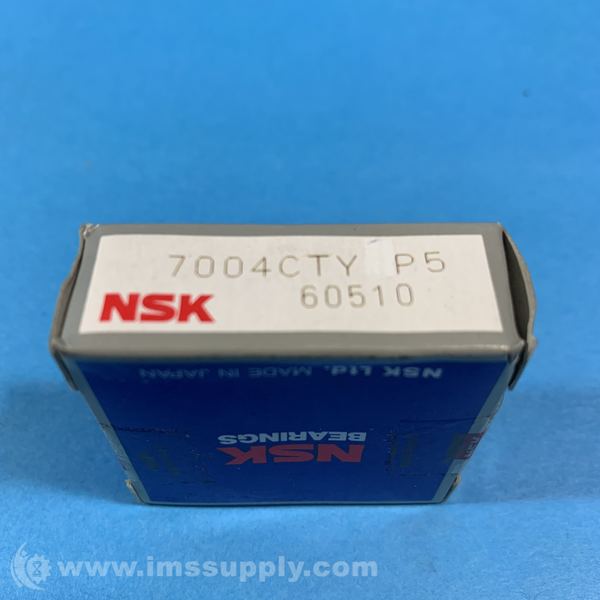 7004CTY P5
NSK 60510
NSK Ltd. MADE IN JAPAN
NSK
BEARINGS
www.imssupply.com